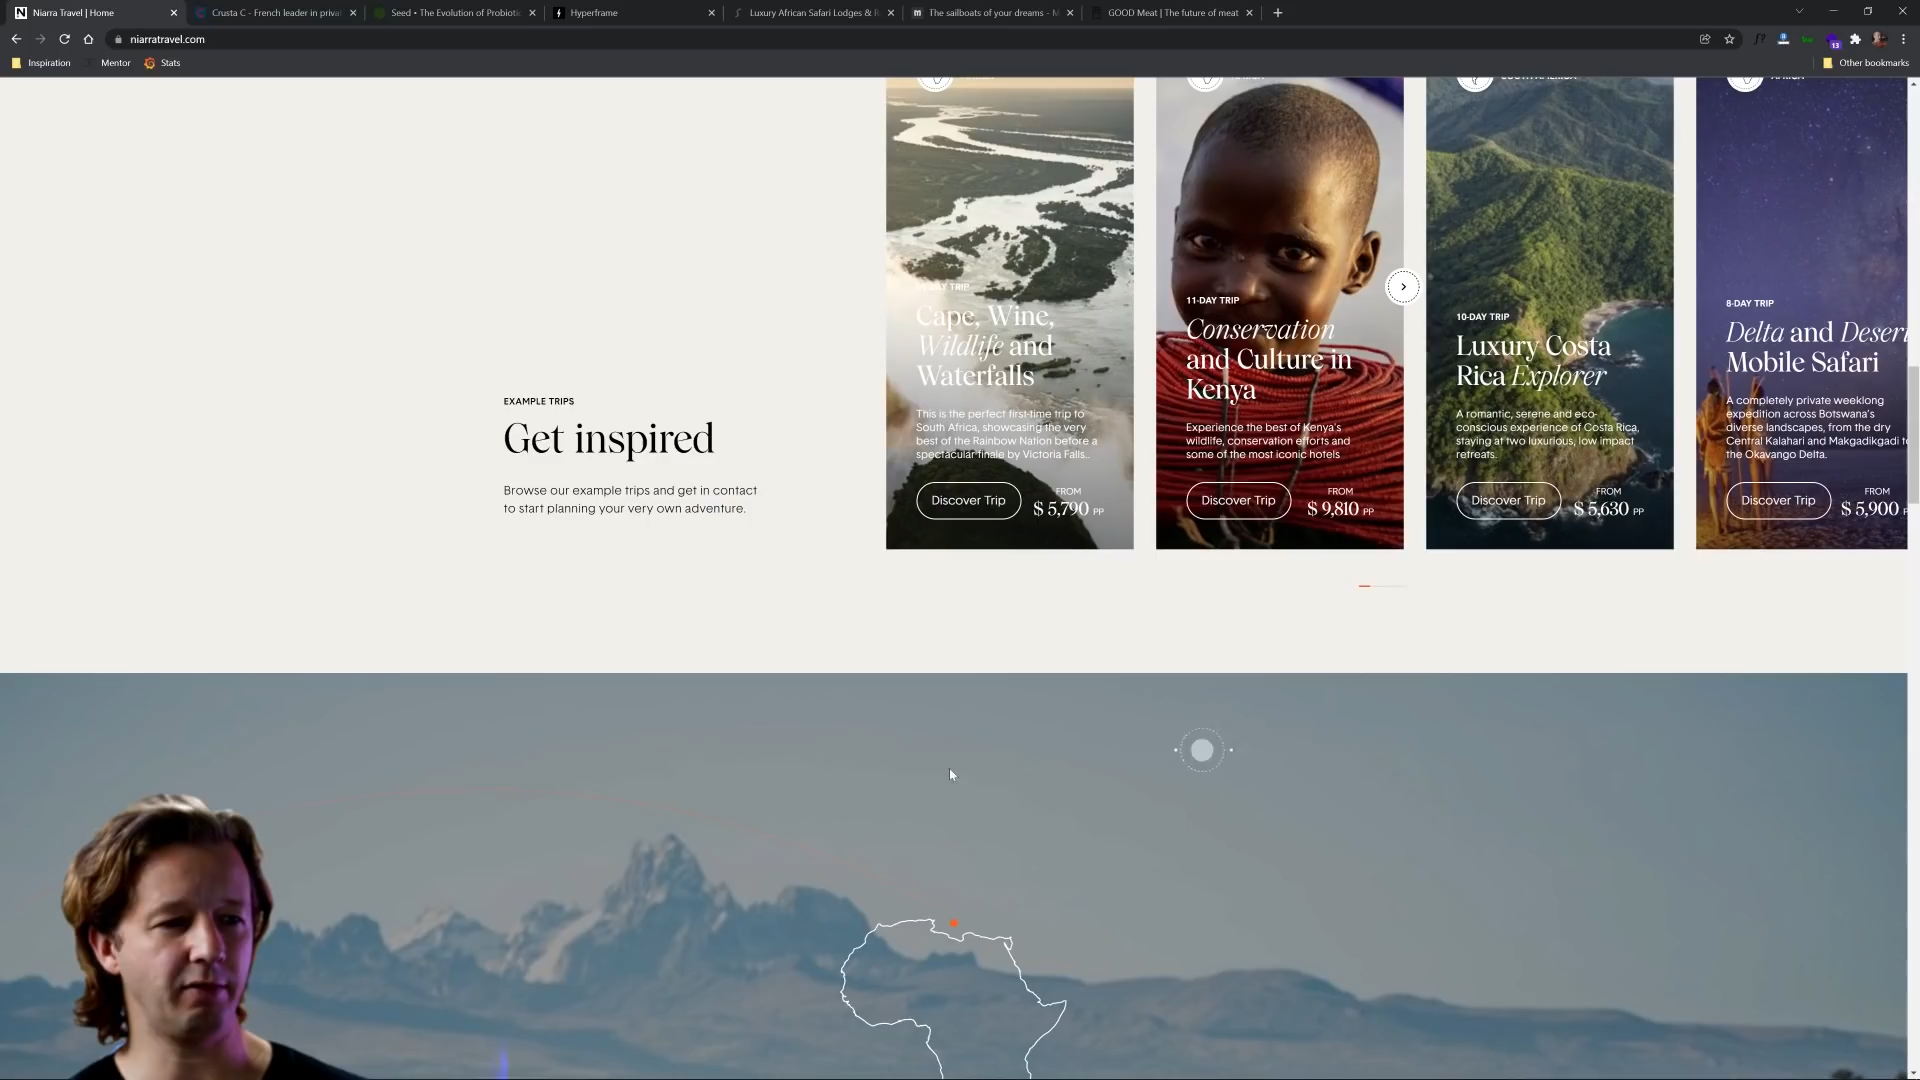 Niarra Travel | Home
Crusta C - French leader in priva
Seed • The Evolution of Probiotic
Hyperframe
Luxury African Safari Lodges & R
The sailboats of your dreams - M
GOOD Meat | The future of meat
niarratravel.com
13
Inspiration
Mentor
Stats
Other bookmarks
EXAMPLE TRIPS
Get inspired
Browse our example trips and get in contact
to start planning your very own adventure.
TRIP
Cape, Wine,
Wildlife and
Waterfalls
This is the perfect first-time trip to
South Africa, showcasing the very
best of the Rainbow Nation before a
spectacular finale by Victoria Falls..
Discover Trip
FROM
$ 5,790 PP
11-DAY TRIP
Conservation
and Culture in
Kenya
Experience the best of Kenya's
wildlife, conservation efforts and
some of the most iconic hotels
Discover Trip
FROM
$ 9,810 PP
10-DAY TRIP
Luxury Costa
Rica Explorer
A romantic, serene and eco-
conscious experience of Costa Rica,
staying at two luxurious, low impact
retreats.
Discover Trip
FROM
$ 5,630 PP
8-DAY TRIP
Delta and Desert
Mobile Safari
A completely private weeklong
expedition across Botswana's
diverse landscapes, from the dry
Central Kalahari and Makgadikgadi to
the Okavango Delta.
Discover Trip
FROM
$ 5,900